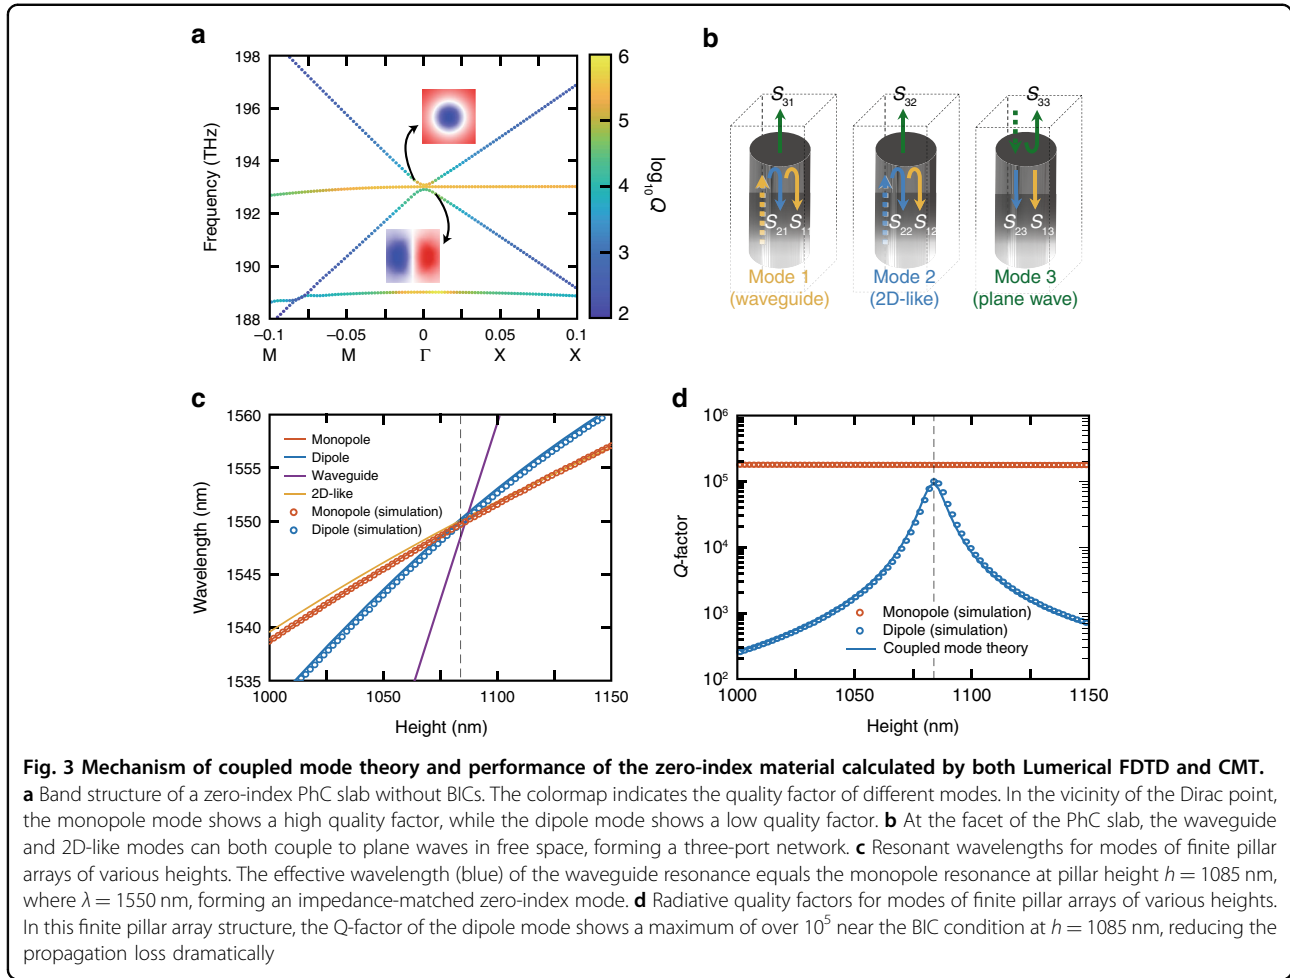 a
198
196
194
192
190
188
Frequency (THz)
−0.1
−0.05
0
0.05
0.1
M
M
Γ
X
X
6
5
4
3
2
log10 Q
b
S31
S32
S33
S21
S11
S22
S12
S23
S13
Mode 1
(waveguide)
Mode 2
(2D-like)
Mode 3
(plane wave)
c
1560
1555
1550
1545
1540
1535
Wavelength (nm)
Monopole
Dipole
Waveguide
2D-like
Monopole (simulation)
Dipole (simulation)
1000
1050
1100
1150
Height (nm)
d
10^6
10^5
10^4
10^3
10^2
Q-factor
Monopole (simulation)
Dipole (simulation)
Coupled mode theory
1000
1050
1100
1150
Height (nm)
Fig. 3 Mechanism of coupled mode theory and performance of the zero-index material calculated by both Lumerical FDTD and CMT.
a Band structure of a zero-index PhC slab without BICs. The colormap indicates the quality factor of different modes. In the vicinity of the Dirac point,
the monopole mode shows a high quality factor, while the dipole mode shows a low quality factor. b At the facet of the PhC slab, the waveguide
and 2D-like modes can both couple to plane waves in free space, forming a three-port network. c Resonant wavelengths for modes of finite pillar
arrays of various heights. The effective wavelength (blue) of the waveguide resonance equals the monopole resonance at pillar height h = 1085 nm,
where λ = 1550 nm, forming an impedance-matched zero-index mode. d Radiative quality factors for modes of finite pillar arrays of various heights.
In this finite pillar array structure, the Q-factor of the dipole mode shows a maximum of over 10^5 near the BIC condition at h = 1085 nm, reducing the
propagation loss dramatically